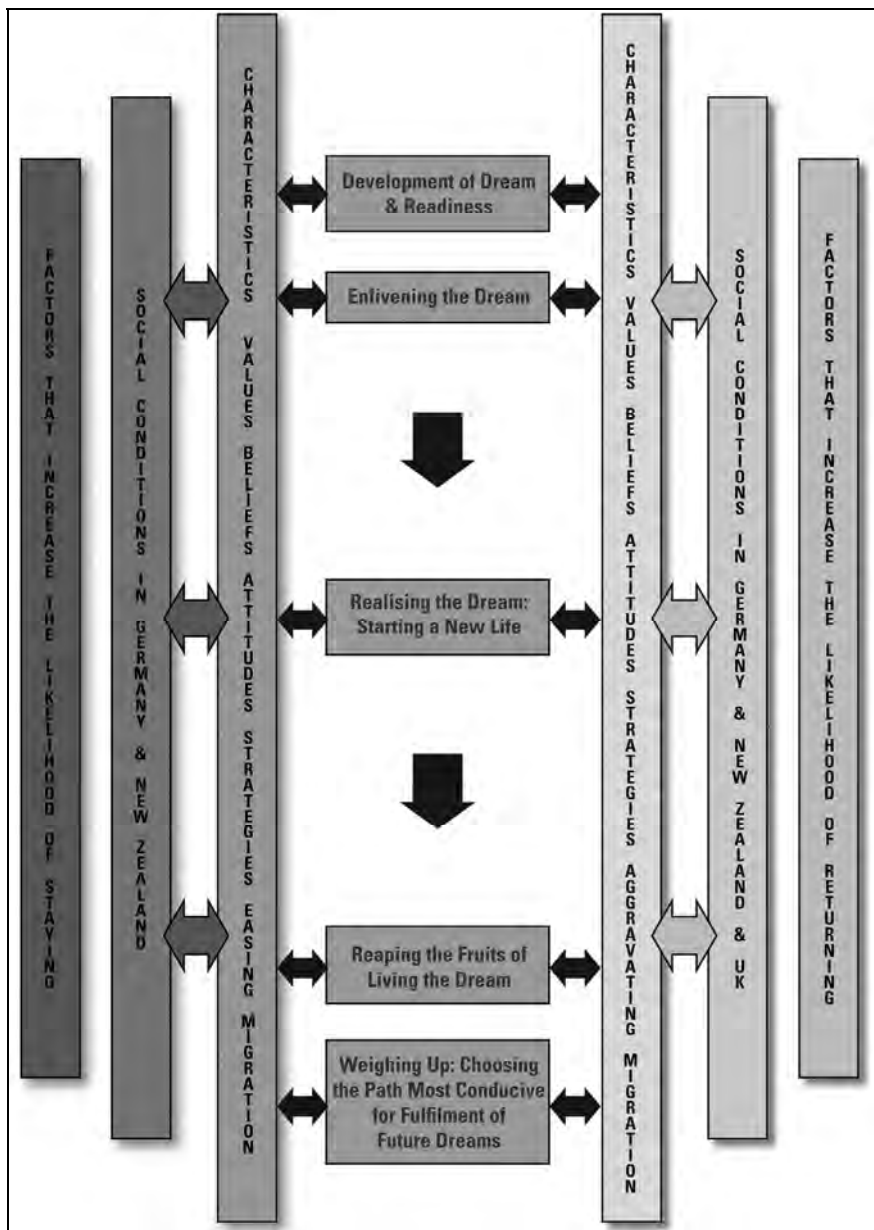 FACTORS THAT INCREASE THE LIKELIHOOD OF STAYING
SOCIAL CONDITIONS IN GERMANY & NEW ZEALAND
CHARACTERISTICS VALUES BELIEFS ATTITUDES STRATEGIES EASING MIGRATION
Development of Dream
& Readiness
Enlivening the Dream
Realising the Dream:
Starting a New Life
Reaping the Fruits of
Living the Dream
Weighing Up: Choosing
the Path Most Conducive
for Fulfilment of
Future Dreams
CHARACTERISTICS VALUES BELIEFS ATTITUDES STRATEGIES AGGRAVATING MIGRATION
SOCIAL CONDITIONS IN GERMANY & NEW ZEALAND & UK
FACTORS THAT INCREASE THE LIKELIHOOD OF RETURNING